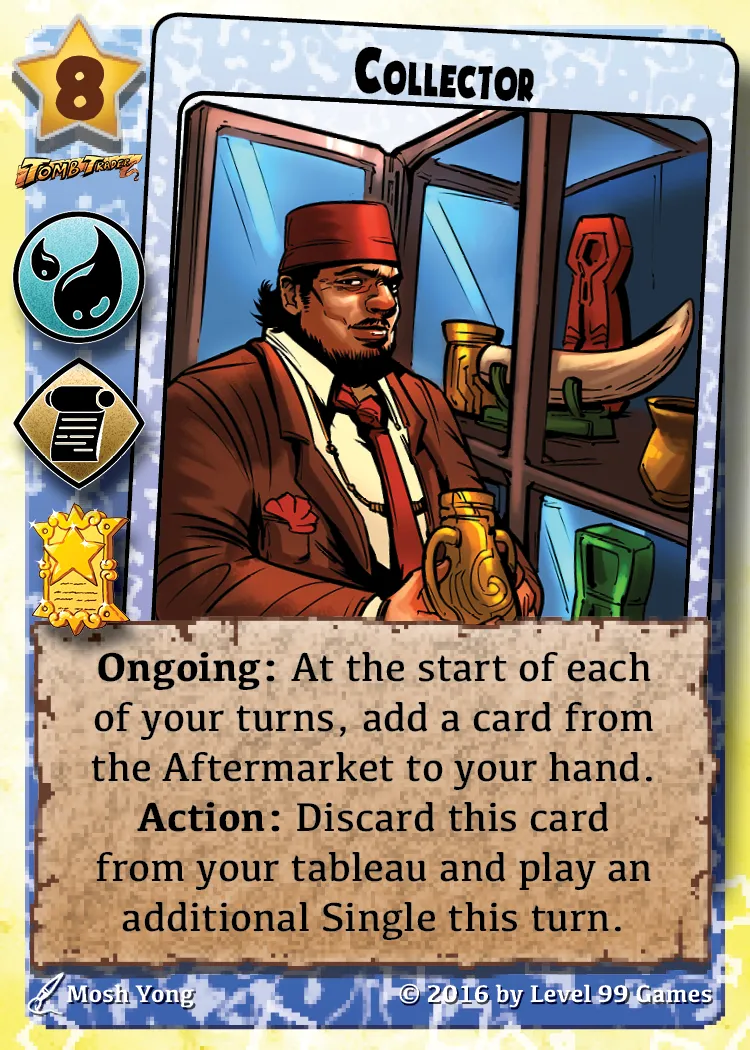 8
Collector
Tomb Trader
Ongoing: At the start of each
of your turns, add a card from
the Aftermarket to your hand.
Action: Discard this card
from your tableau and play an
additional Single this turn.
Mosh Yong
© 2016 by Level 99 Games